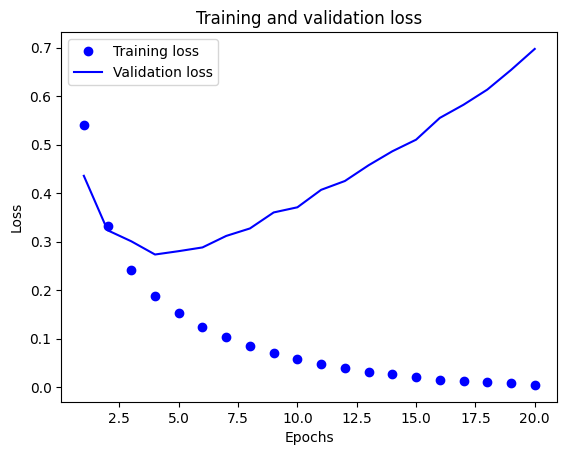 Training and validation loss
Training loss
Validation loss
0.7
0.6
0.5
0.4
0.3
0.2
0.1
0.0
Loss
2.5 5.0 7.5 10.0 12.5 15.0 17.5 20.0
Epochs